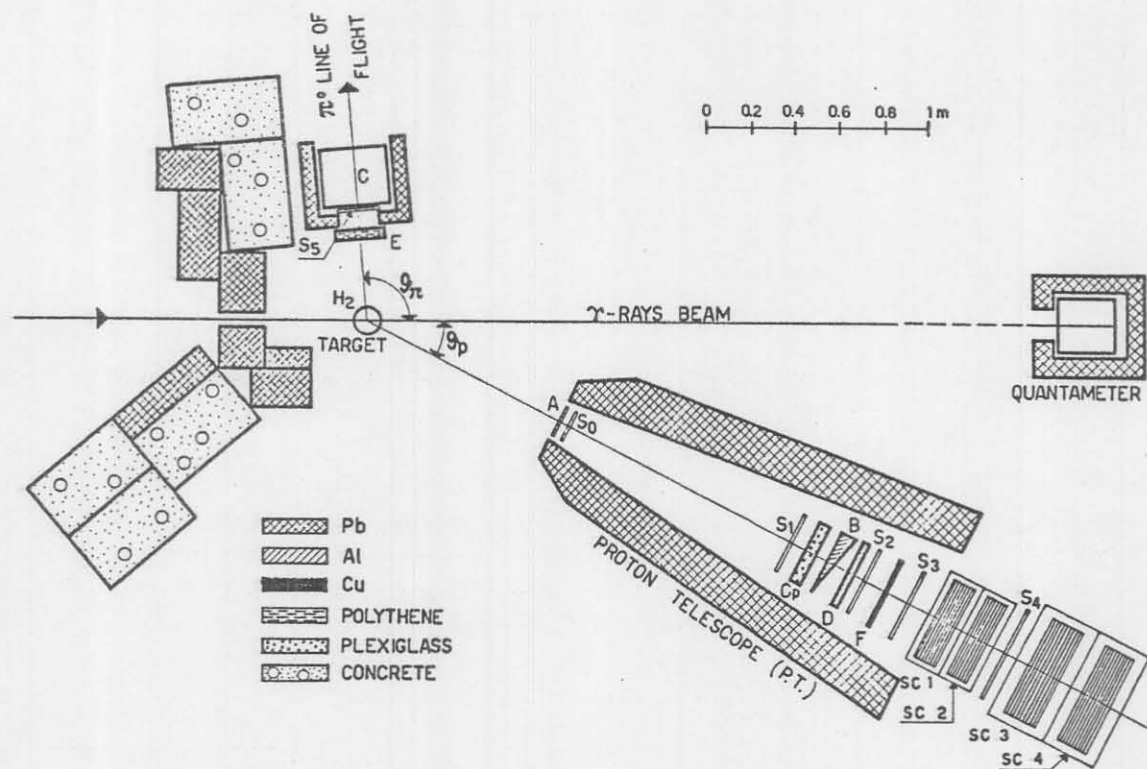 π° LINE OF
FLIGHT
0 0.2 0.4 0.6 0.8 1m
C
S5
E
H2
ϑπ
TARGET
ϑp
γ-RAYS BEAM
QUANTAMETER
A
S0
PROTON TELESCOPE (P.T.)
S1
Cp
B
D
S2
F
S3
SC 1
SC 2
S4
SC 3
SC 4
Pb
Al
Cu
POLYTHENE
PLEXIGLASS
CONCRETE